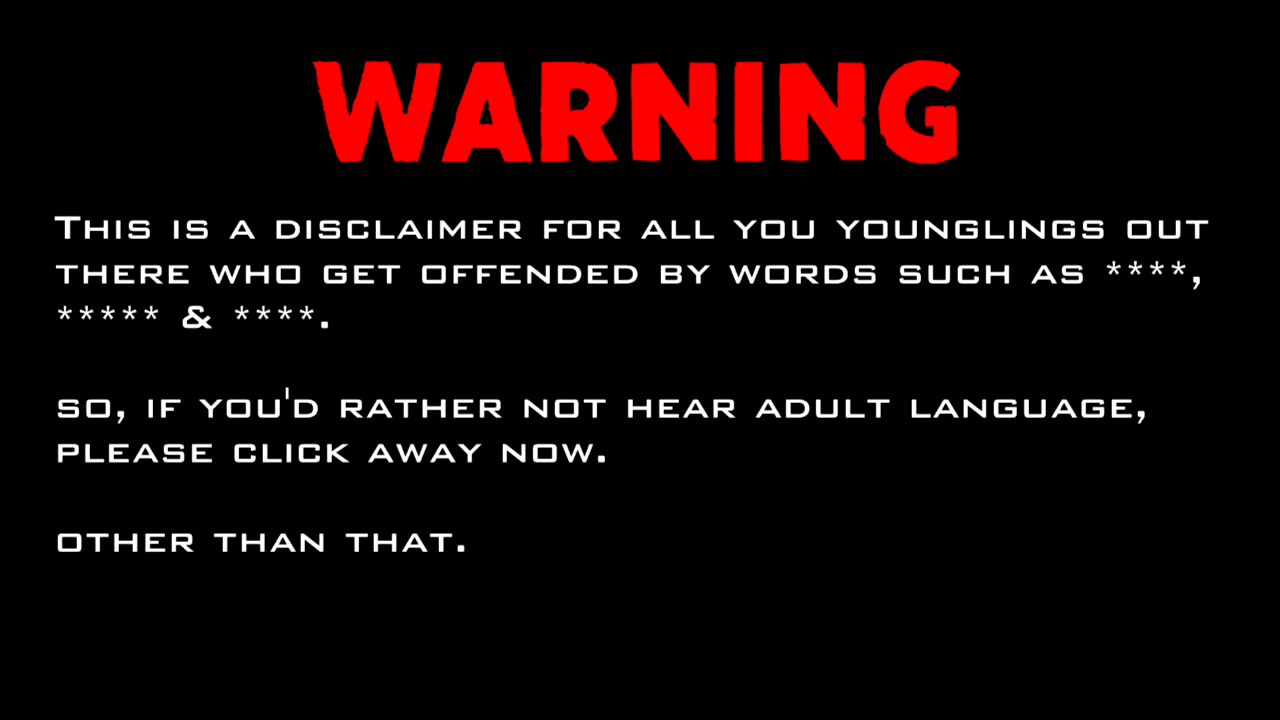 WARNING
This is a disclaimer for all you younglings out
there who get offended by words such as ****,
***** & ****.
so, if you'd rather not hear adult language,
please click away now.
other than that.